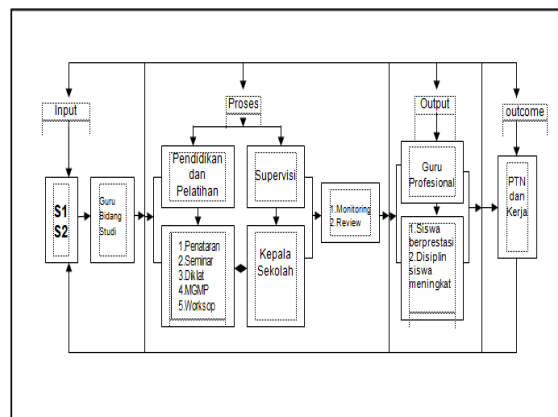 Input
Proses
Output
outcome
S1
S2
Guru
Bidang
Studi
Pendidikan
dan
Pelatihan
Supervisi
1.Penataran
2.Seminar
3.Diklat
4.MGMP
5.Worksop
Kepala
Sekolah
1.Monitoring
2.Review
Guru
Profesional
1.Siswa
berprestasi
2.Disiplin
siswa
meningkat
PTN
dan
Kerja